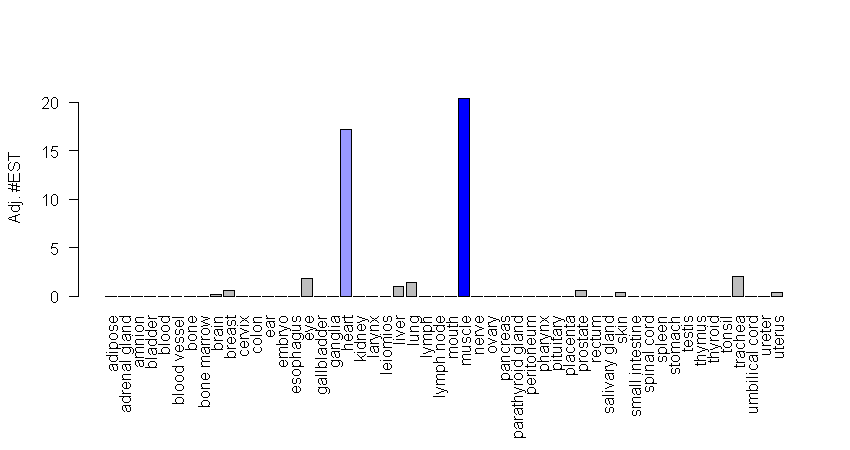 Adj. #EST
20
15
10
5
0
adipose
adrenal gland
amnion
bladder
blood
blood vessel
bone
bone marrow
brain
breast
cervix
colon
ear
embryo
esophagus
eye
gallbladder
ganglia
heart
kidney
larynx
leiomios
liver
lung
lymph
lymph node
mouth
muscle
nerve
ovary
pancreas
parathyroid gland
peritoneum
pharynx
pituitary
placenta
prostate
rectum
salivary gland
skin
small intestine
spinal cord
spleen
stomach
testis
thymus
thyroid
tonsil
trachea
umbilical cord
ureter
uterus